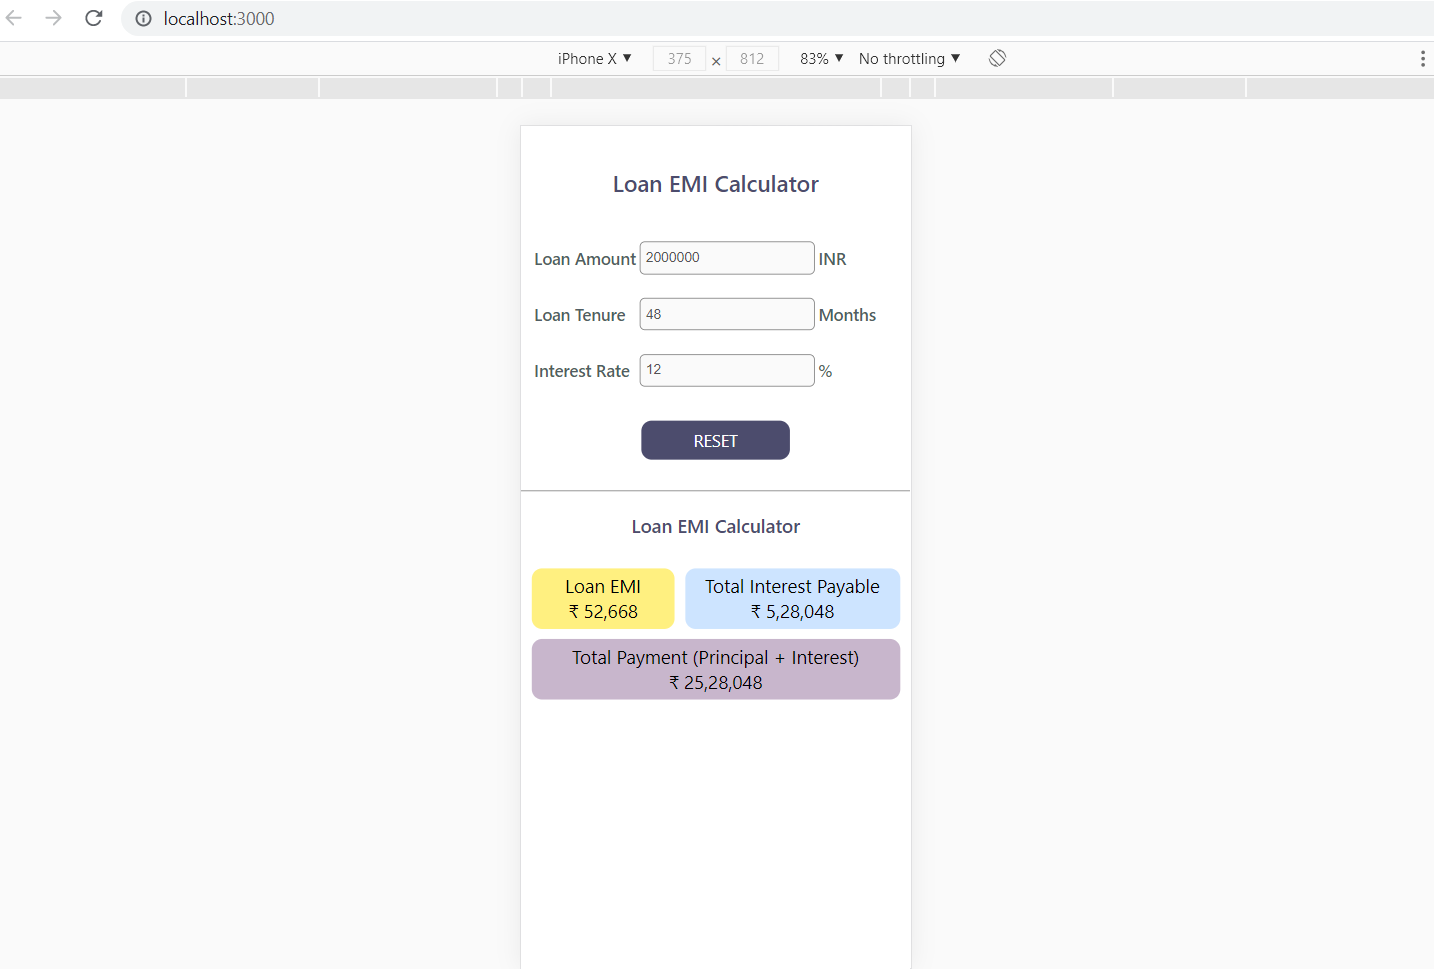 localhost:3000
iPhone X ▼ 375 × 812 83% ▼ No throttling ▼
Loan EMI Calculator
Loan Amount 2000000 INR
Loan Tenure 48 Months
Interest Rate 12 %
RESET
Loan EMI Calculator
Loan EMI
₹ 52,668
Total Interest Payable
₹ 5,28,048
Total Payment (Principal + Interest)
₹ 25,28,048